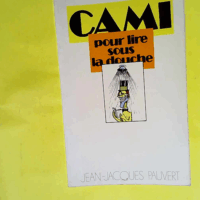 CAMI
pour lire
sous
la douche
JEAN-JACQUES PAUVERT